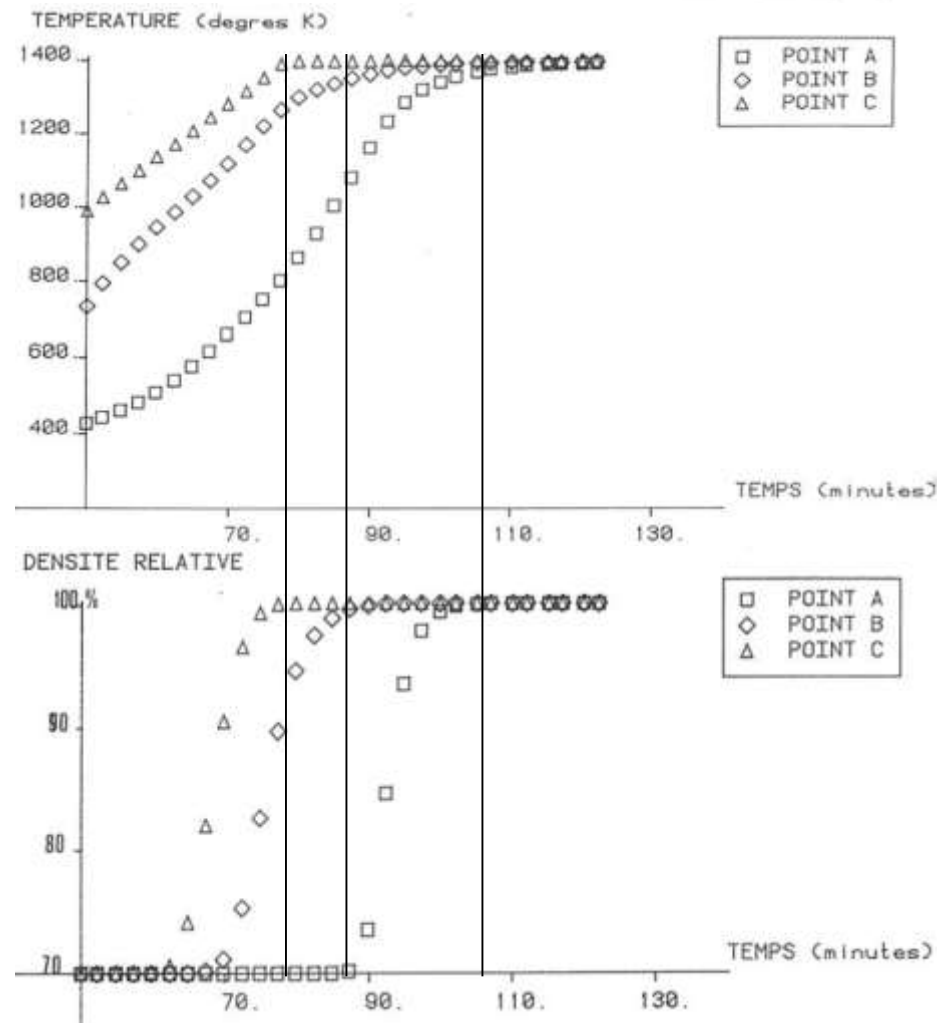 TEMPERATURE (degres K)
1400
1200
1000
800
600
400
POINT A
POINT B
POINT C
TEMPS (minutes)
70. 90. 110. 130.
DENSITE RELATIVE
100.%
90
80
70
POINT A
POINT B
POINT C
TEMPS (minutes)
70. 90. 110. 130.